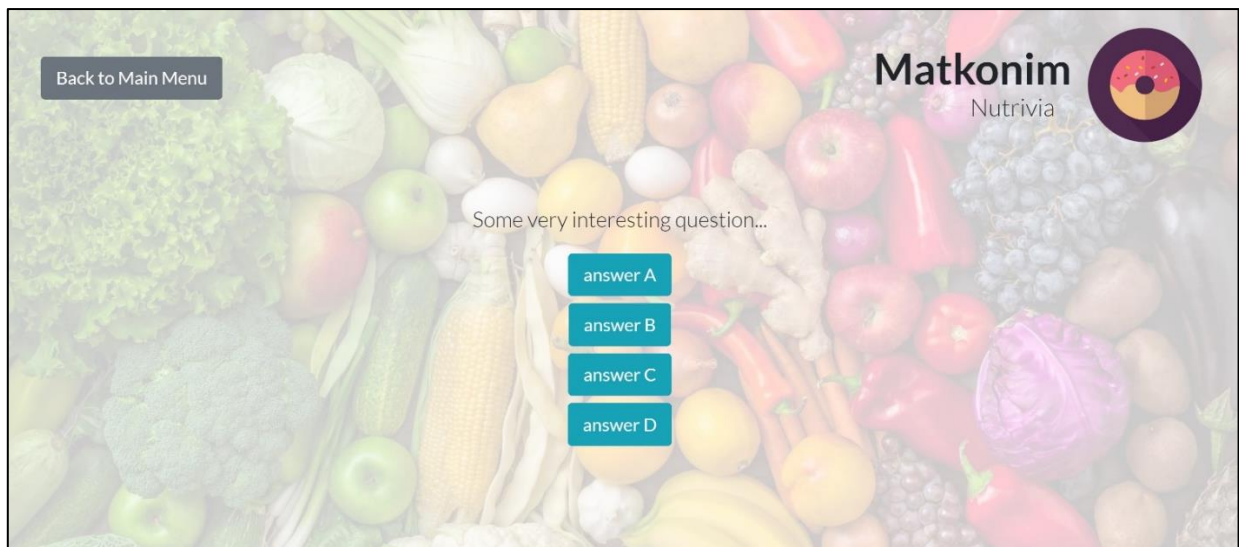 Back to Main Menu
Matkonim
Nutrivia
Some very interesting question...
answer A
answer B
answer C
answer D